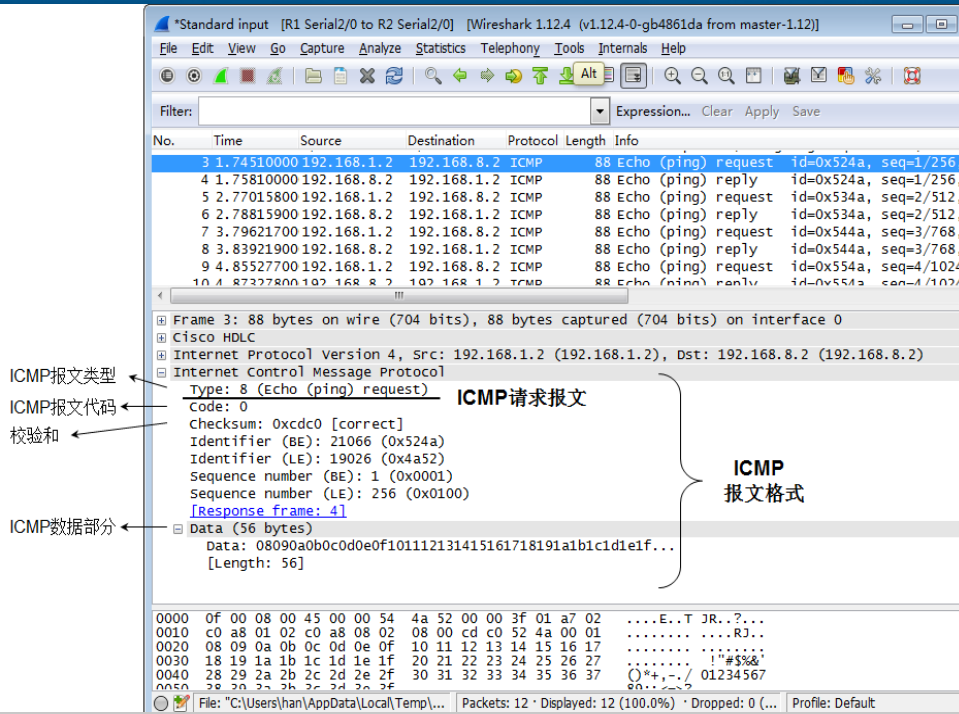 *Standard input [R1 Serial2/0 to R2 Serial2/0] [Wireshark 1.12.4 (v1.12.4-0-gb4861da from master-1.12)]
File Edit View Go Capture Analyze Statistics Telephony Tools Internals Help
Alt
Filter: Expression... Clear Apply Save
No. Time Source Destination Protocol Length Info
3 1.74510000 192.168.1.2 192.168.8.2 ICMP 88 Echo (ping) request id=0x524a, seq=1/256,
4 1.75810000 192.168.8.2 192.168.1.2 ICMP 88 Echo (ping) reply id=0x524a, seq=1/256,
5 2.77015800 192.168.1.2 192.168.8.2 ICMP 88 Echo (ping) request id=0x534a, seq=2/512,
6 2.78815900 192.168.8.2 192.168.1.2 ICMP 88 Echo (ping) reply id=0x534a, seq=2/512,
7 3.79621700 192.168.1.2 192.168.8.2 ICMP 88 Echo (ping) request id=0x544a, seq=3/768,
8 3.83921900 192.168.8.2 192.168.1.2 ICMP 88 Echo (ping) reply id=0x544a, seq=3/768,
9 4.85527700 192.168.1.2 192.168.8.2 ICMP 88 Echo (ping) request id=0x554a, seq=4/1024
10 4.87327800 192.168.8.2 192.168.1.2 ICMP 88 Echo (ping) reply id=0x554a, seq=4/1024
Frame 3: 88 bytes on wire (704 bits), 88 bytes captured (704 bits) on interface 0
Cisco HDLC
Internet Protocol Version 4, Src: 192.168.1.2 (192.168.1.2), Dst: 192.168.8.2 (192.168.8.2)
Internet Control Message Protocol
ICMP报文类型
Type: 8 (Echo (ping) request)
ICMP请求报文
ICMP报文代码
Code: 0
校验和
Checksum: 0xcdc0 [correct]
Identifier (BE): 21066 (0x524a)
Identifier (LE): 19026 (0x4a52)
Sequence number (BE): 1 (0x0001)
Sequence number (LE): 256 (0x0100)
ICMP
报文格式
[Response frame: 4]
ICMP数据部分
Data (56 bytes)
Data: 08090a0b0c0d0e0f101112131415161718191a1b1c1d1e1f...
[Length: 56]
0000 0f 00 08 00 45 00 00 54 4a 52 00 00 3f 01 a7 02 ....E..T JR..?...
0010 c0 a8 01 02 c0 a8 08 02 08 00 cd c0 52 4a 00 01 ........ ....RJ..
0020 08 09 0a 0b 0c 0d 0e 0f 10 11 12 13 14 15 16 17 ........ ........
0030 18 19 1a 1b 1c 1d 1e 1f 20 21 22 23 24 25 26 27 ........ !"#$%&'
0040 28 29 2a 2b 2c 2d 2e 2f 30 31 32 33 34 35 36 37 ()*+,-./ 01234567
0050 38 39 3a 3b 3c 3d 3e 3f 89:;<=>?
File: "C:\Users\han\AppData\Local\Temp\... Packets: 12 · Displayed: 12 (100.0%) · Dropped: 0 (... Profile: Default